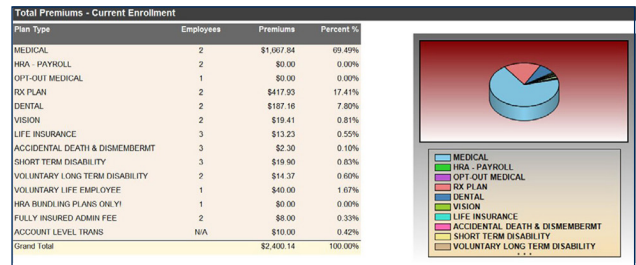 Total Premiums - Current Enrollment
Plan Type Employees Premiums Percent %
MEDICAL 2 $1,667.84 69.49%
HRA - PAYROLL 2 $0.00 0.00%
OPT-OUT MEDICAL 1 $0.00 0.00%
RX PLAN 2 $417.93 17.41%
DENTAL 2 $187.16 7.80%
VISION 2 $19.41 0.81%
LIFE INSURANCE 3 $13.23 0.55%
ACCIDENTAL DEATH & DISMEMBERMT 3 $2.30 0.10%
SHORT TERM DISABILITY 3 $19.90 0.83%
VOLUNTARY LONG TERM DISABILITY 2 $14.37 0.60%
VOLUNTARY LIFE EMPLOYEE 1 $40.00 1.67%
HRA BUNDLING PLANS ONLY! 1 $0.00 0.00%
FULLY INSURED ADMIN FEE 2 $8.00 0.33%
ACCOUNT LEVEL TRANS N/A $10.00 0.42%
Grand Total $2,400.14 100.00%
MEDICAL
HRA - PAYROLL
OPT-OUT MEDICAL
RX PLAN
DENTAL
VISION
LIFE INSURANCE
ACCIDENTAL DEATH & DISMEMBERMT
SHORT TERM DISABILITY
VOLUNTARY LONG TERM DISABILITY
...